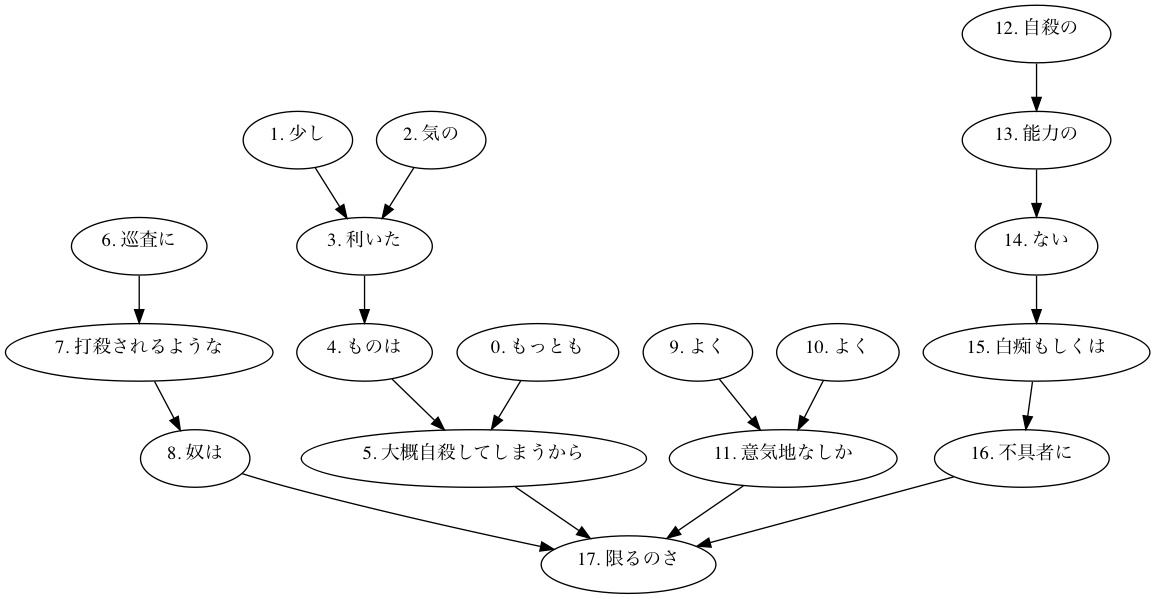 12. 自殺の
1. 少し
2. 気の
13. 能力の
6. 巡査に
3. 利いた
14. ない
7. 打殺されるような
4. ものは
0. もっとも
9. よく
10. よく
15. 白痴もしくは
8. 奴は
5. 大概自殺してしまうから
11. 意気地なしか
16. 不具者に
17. 限るのさ